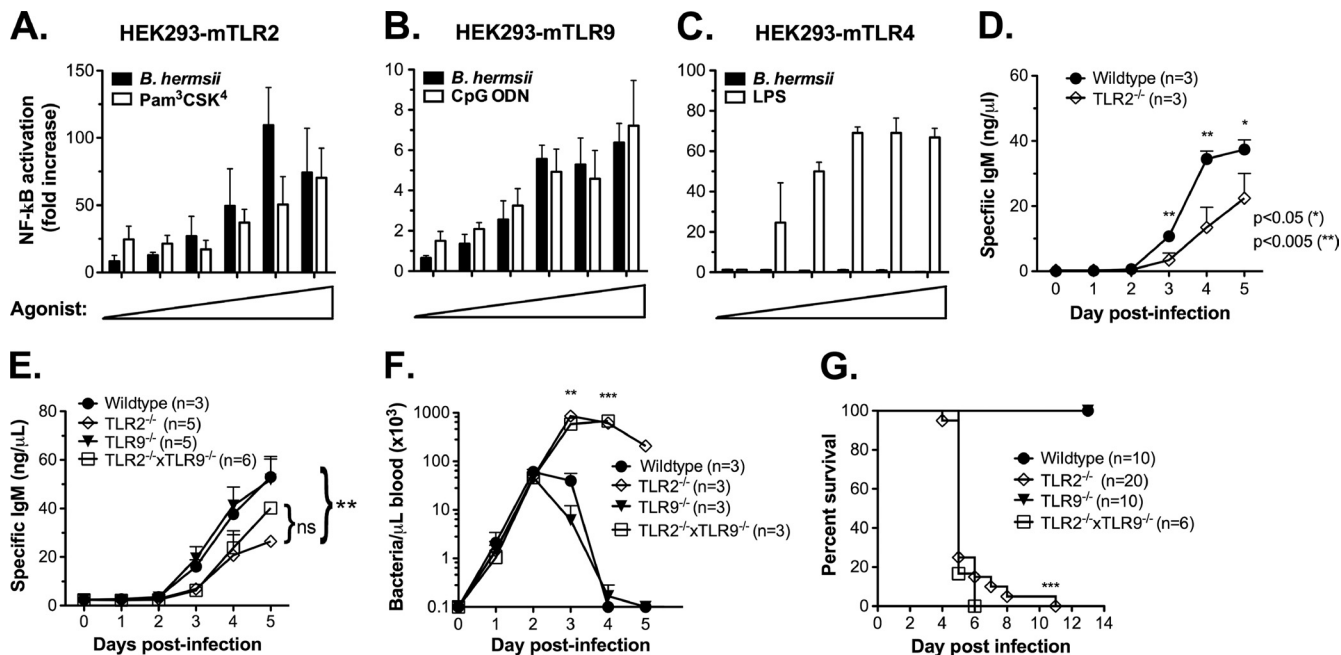 A.
HEK293-mTLR2
NF-kB activation
(fold increase)
150
100
50
0
B. hermsii
Pam³CSK⁴
Agonist:
B.
HEK293-mTLR9
10
8
6
4
2
0
B. hermsii
CpG ODN
C.
HEK293-mTLR4
100
90
80
70
60
50
40
30
20
10
0
B. hermsii
LPS
D.
Specfiic IgM (ng/μl)
60
40
20
0
Wildtype (n=3)
TLR2⁻/⁻ (n=3)
** ** *
p<0.05 (*)
p<0.005 (**)
0 1 2 3 4 5
Day post-infection
E.
Specific IgM (ng/μL)
80
60
40
20
0
Wildtype (n=3)
TLR2⁻/⁻ (n=5)
TLR9⁻/⁻ (n=5)
TLR2⁻/⁻xTLR9⁻/⁻ (n=6)
ns
**
0 1 2 3 4 5
Days post-infection
F.
Bacteria/μL blood (x10³)
1000
100
10
1
0.1
** ***
Wildtype (n=3)
TLR2⁻/⁻ (n=3)
TLR9⁻/⁻ (n=3)
TLR2⁻/⁻xTLR9⁻/⁻ (n=3)
0 1 2 3 4 5
Days post-infection
G.
Percent survival
100
80
60
40
20
0
Wildtype (n=10)
TLR2⁻/⁻ (n=20)
TLR9⁻/⁻ (n=10)
TLR2⁻/⁻xTLR9⁻/⁻ (n=6)
***
0 2 4 6 8 10 12 14
Day post infection